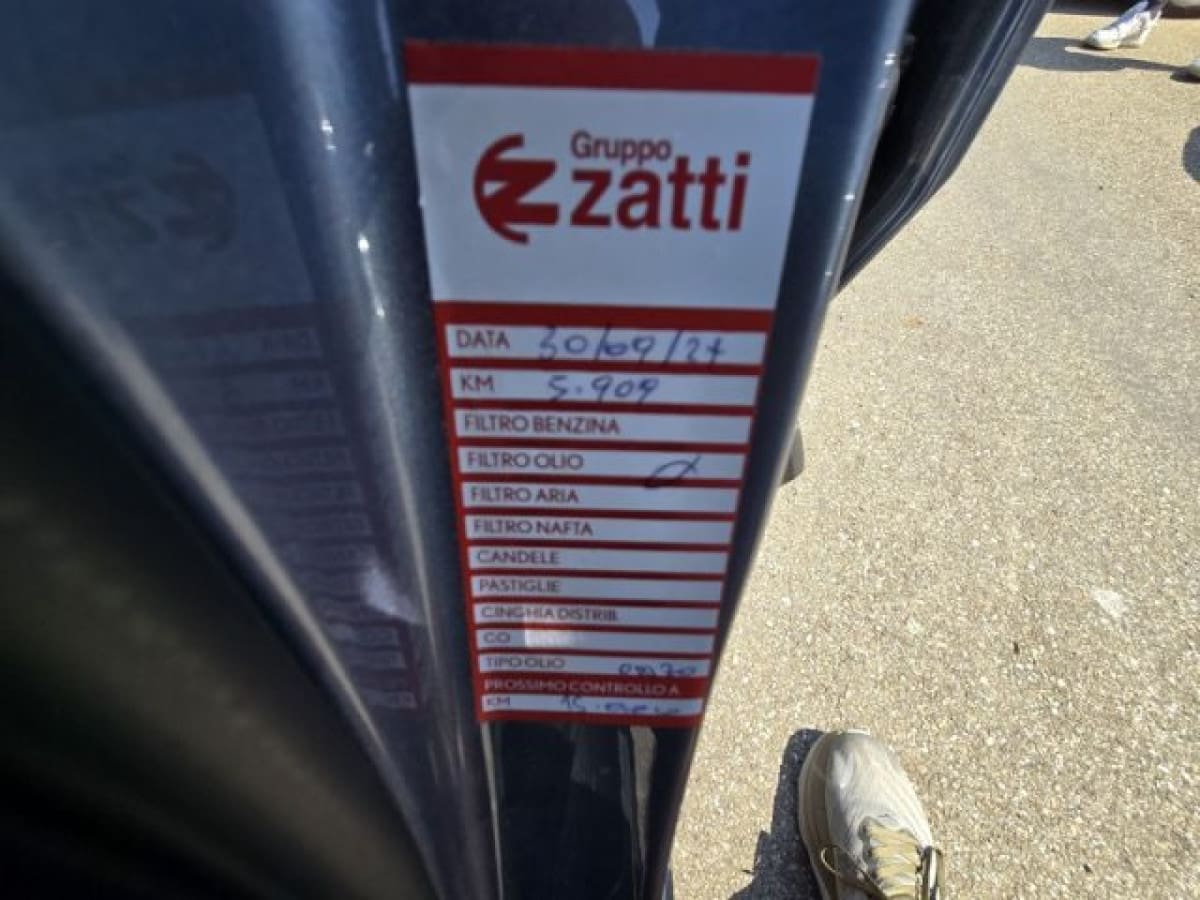 Gruppo
zatti
DATA 30/09/24
KM 5.909
FILTRO BENZINA
FILTRO OLIO
FILTRO ARIA
FILTRO NAFTA
CANDELE
PASTIGLIE
CINGHIA DISTRIB.
CO
TIPO OLIO
PROSSIMO CONTROLLO A
KM